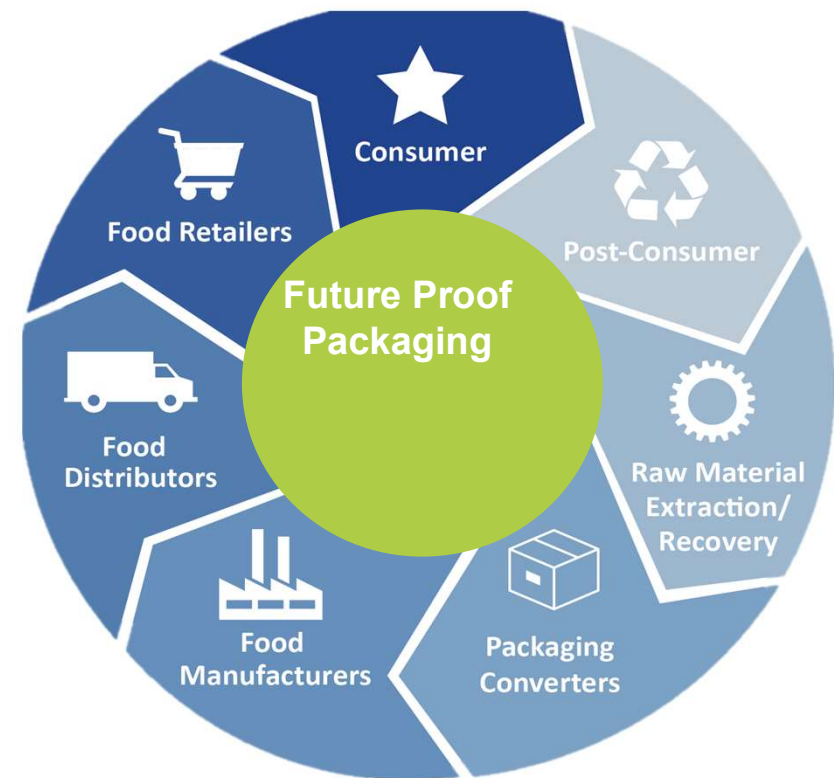 Consumer
Post-Consumer
Raw Material
Extraction/
Recovery
Packaging
Converters
Food
Manufacturers
Food
Distributors
Food Retailers
Future Proof
Packaging